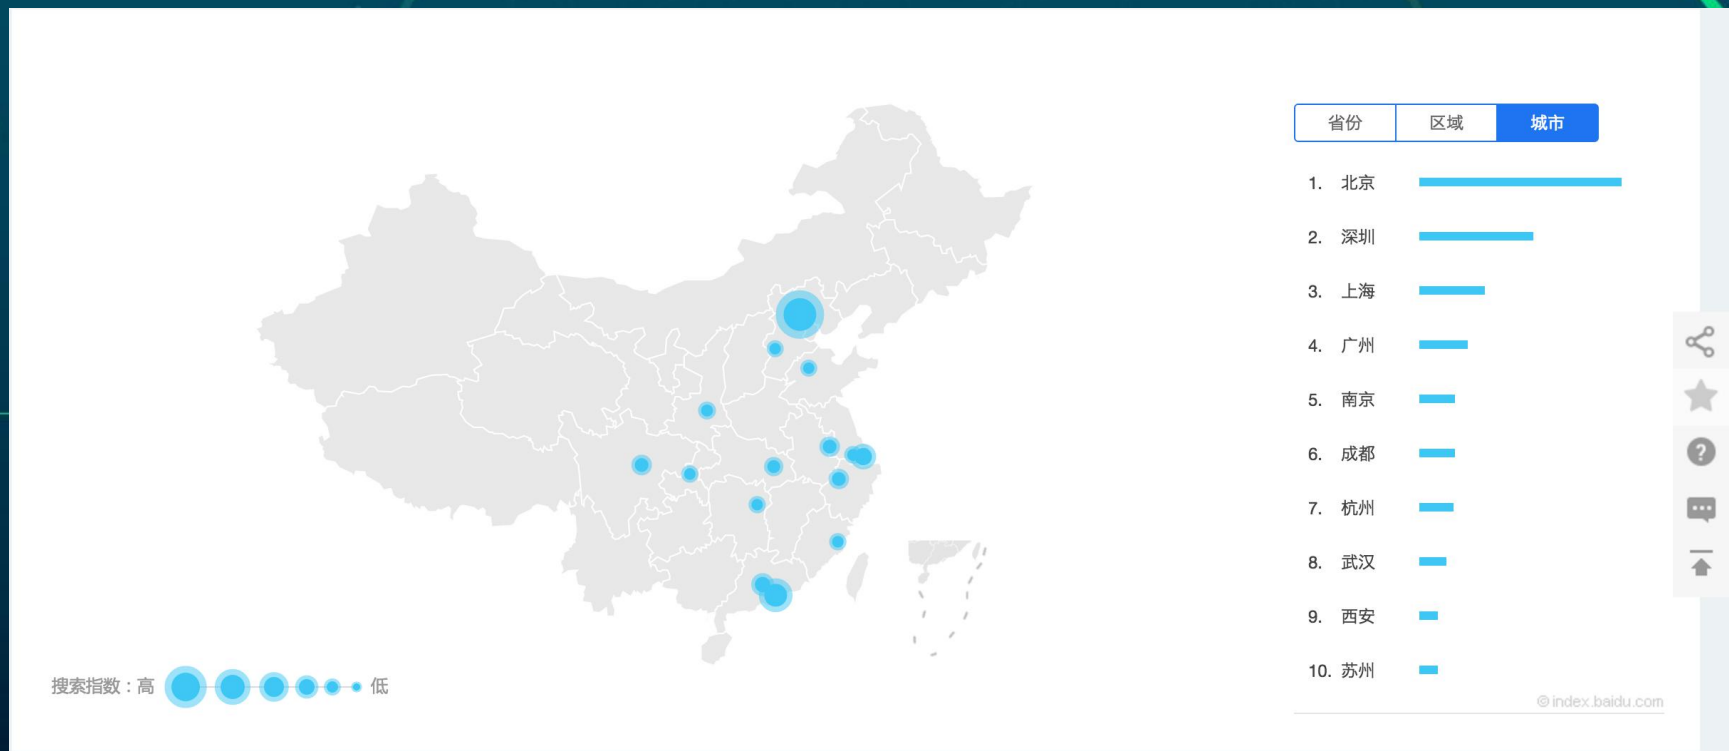 省份 区域 城市
1. 北京
2. 深圳
3. 上海
4. 广州
5. 南京
6. 成都
7. 杭州
8. 武汉
9. 西安
10. 苏州
搜索指数：高 低
©index.baidu.com